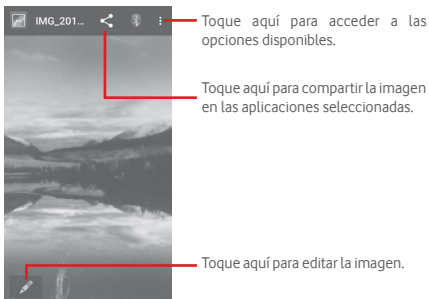 IMG_201...
Toque aquí para acceder a las
opciones disponibles.
Toque aquí para compartir la imagen
en las aplicaciones seleccionadas.
Toque aquí para editar la imagen.